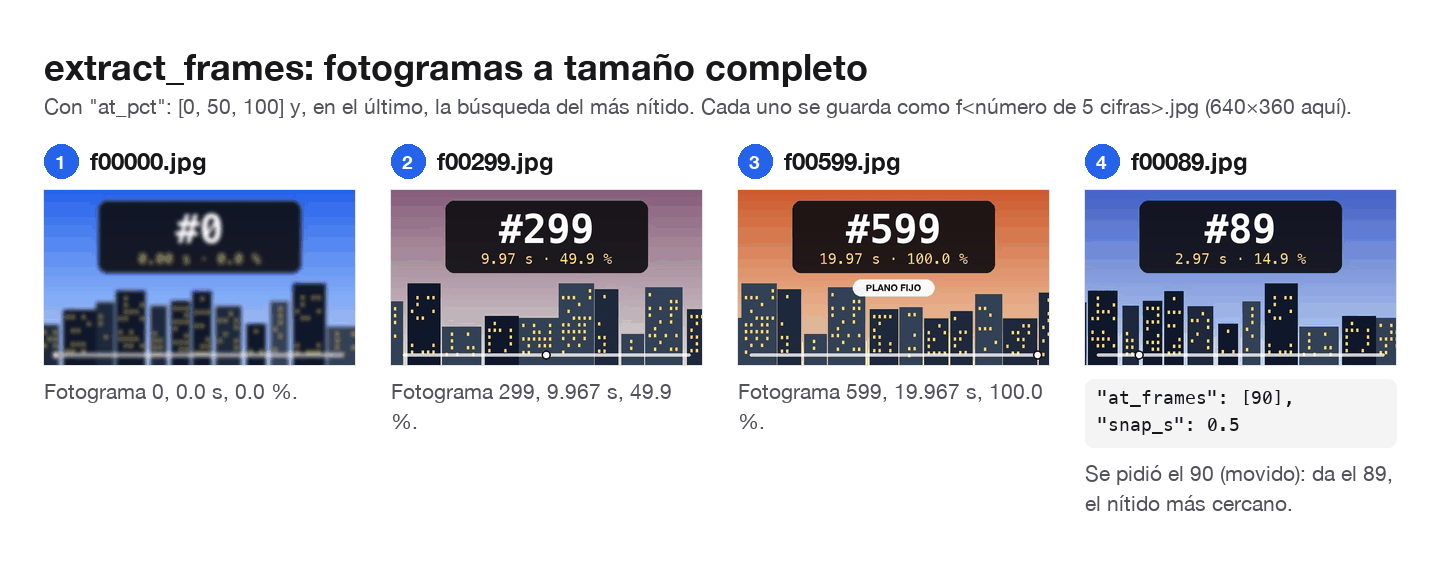 extract_frames: fotogramas a tamaño completo
Con "at_pct": [0, 50, 100] y, en el último, la búsqueda del más nítido. Cada uno se guarda como f<número de 5 cifras>.jpg (640×360 aquí).
1 f00000.jpg
#0
0.00 s · 0.0 %
Fotograma 0, 0.0 s, 0.0 %.
2 f00299.jpg
#299
9.97 s · 49.9 %
Fotograma 299, 9.967 s, 49.9
%.
3 f00599.jpg
#599
19.97 s · 100.0 %
PLANO FIJO
Fotograma 599, 19.967 s, 100.0
%.
4 f00089.jpg
#89
2.97 s · 14.9 %
"at_frames": [90],
"snap_s": 0.5
Se pidió el 90 (movido): da el 89,
el nítido más cercano.